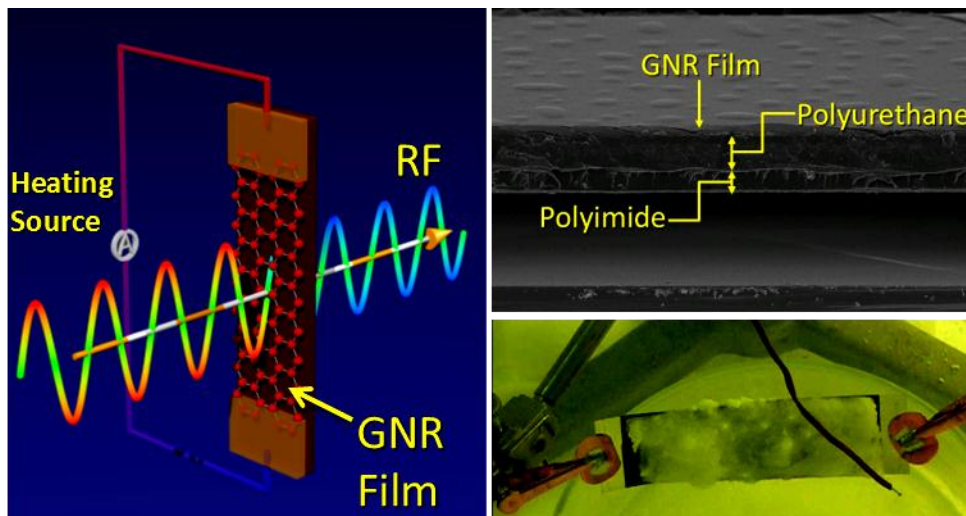 Heating
Source
A
RF
GNR
Film
GNR Film
Polyurethane
Polyimide